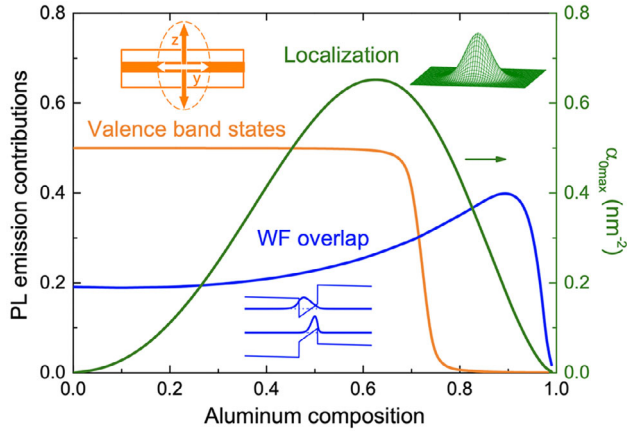 0.8
0.6
0.4
0.2
0.0
PL emission contributions
z
y
Valence band states
Localization
WF overlap
0.8
0.6
0.4
0.2
0.0
α0max (nm-2)
0.0
0.2
0.4
0.6
0.8
1.0
Aluminum composition